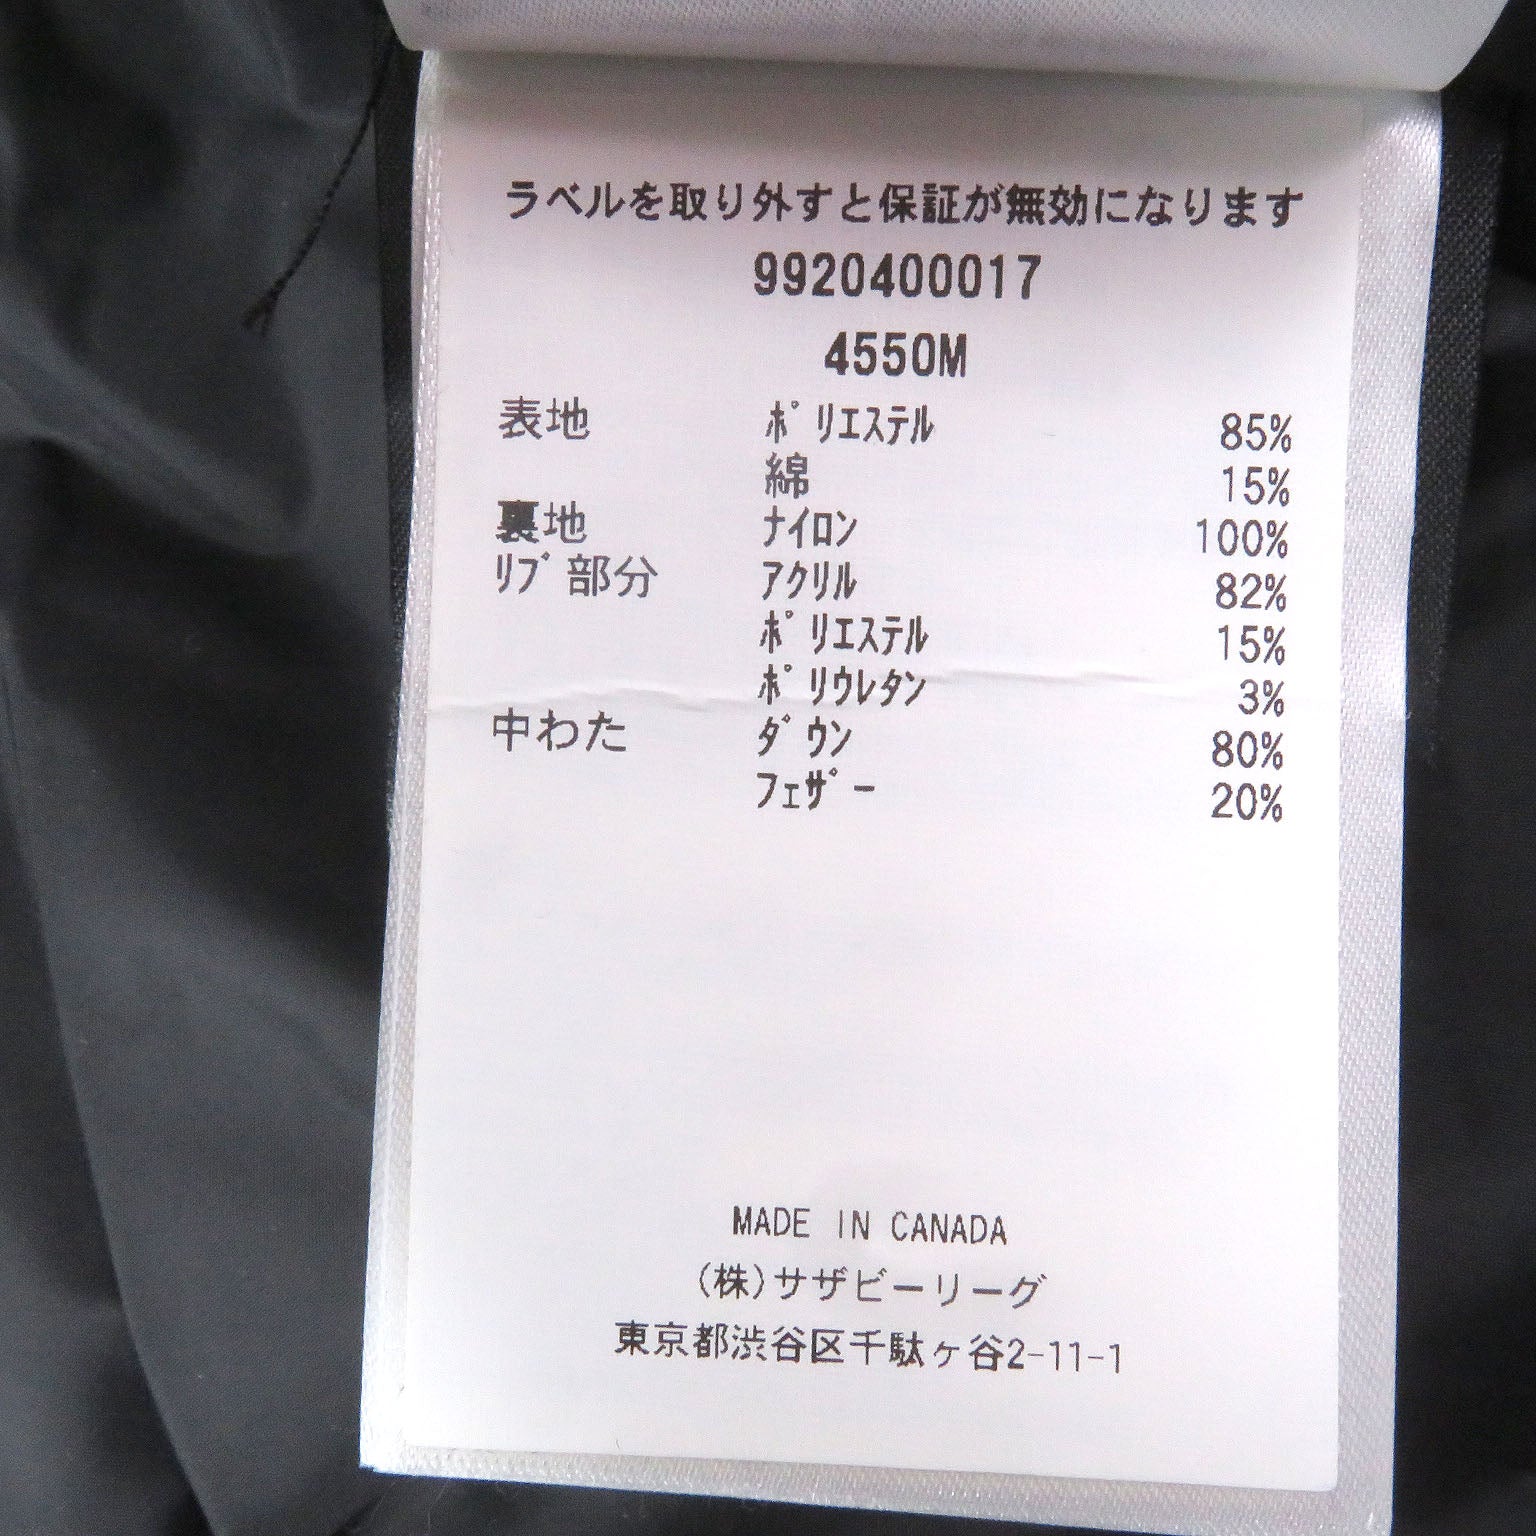 ラベルを取り外すと保証が無効になります
9920400017
4550M
表地 ﾎﾟﾘｴｽﾃﾙ 85%
綿 15%
裏地 ﾅｲﾛﾝ 100%
ﾘﾌﾞ部分 ｱｸﾘﾙ 82%
ﾎﾟﾘｴｽﾃﾙ 15%
ﾎﾟﾘｳﾚﾀﾝ 3%
中わた ﾀﾞｳﾝ 80%
ﾌｪｻﾞｰ 20%
MADE IN CANADA
(株)サザビーリーグ
東京都渋谷区千駄ヶ谷2-11-1